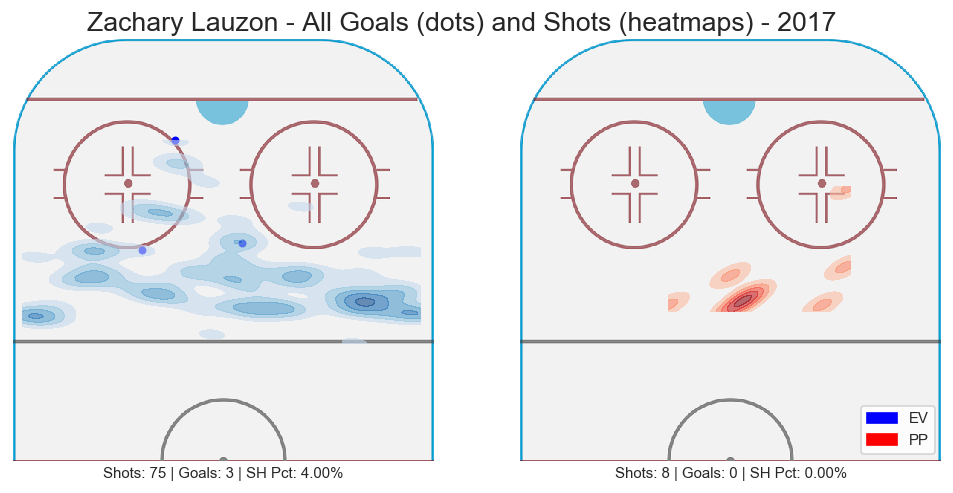 Zachary Lauzon - All Goals (dots) and Shots (heatmaps) - 2017
EV
PP
Shots: 75 | Goals: 3 | SH Pct: 4.00%
Shots: 8 | Goals: 0 | SH Pct: 0.00%